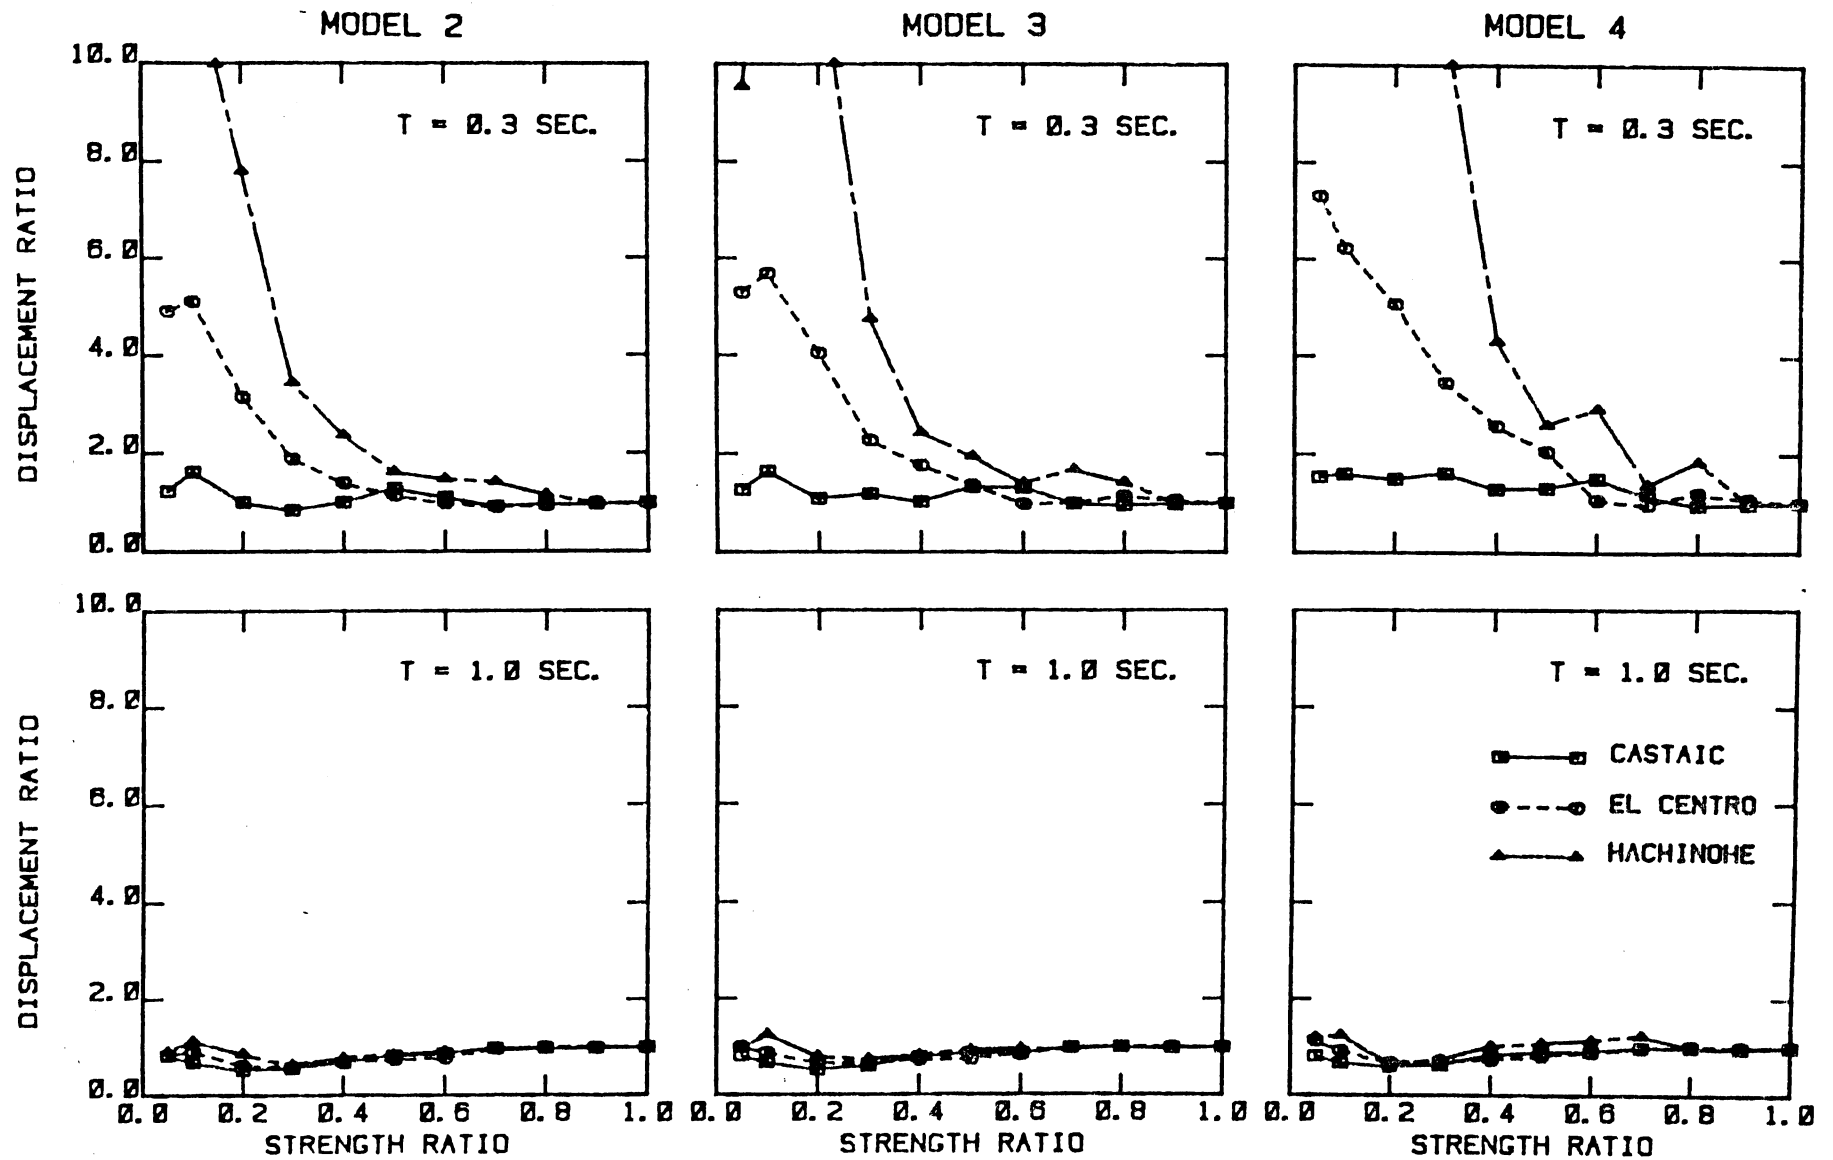 MODEL 2 MODEL 3 MODEL 4
10.0
T = 0.3 SEC. T = 0.3 SEC. T = 0.3 SEC.
8.0
6.0
4.0
2.0
0.0
DISPLACEMENT RATIO
10.0
T = 1.0 SEC. T = 1.0 SEC. T = 1.0 SEC.
8.0
6.0
4.0
2.0
0.0
DISPLACEMENT RATIO
CASTAIC
EL CENTRO
HACHINOHE
0.0 0.2 0.4 0.6 0.8 1.0 0.0 0.2 0.4 0.6 0.8 1.0 0.0 0.2 0.4 0.6 0.8 1.0
STRENGTH RATIO STRENGTH RATIO STRENGTH RATIO